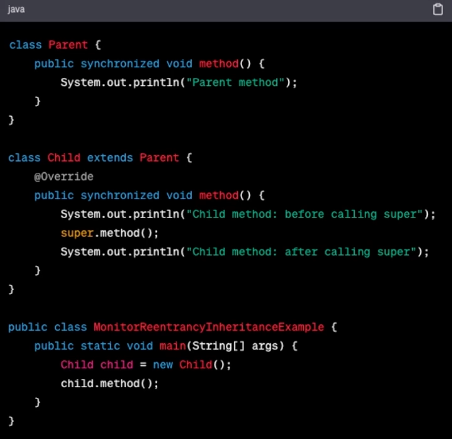 java
class Parent {
    public synchronized void method() {
        System.out.println("Parent method");
    }
}
class Child extends Parent {
    @Override
    public synchronized void method() {
        System.out.println("Child method: before calling super");
        super.method();
        System.out.println("Child method: after calling super");
    }
}
public class MonitorReentrancyInheritanceExample {
    public static void main(String[] args) {
        Child child = new Child();
        child.method();
    }
}